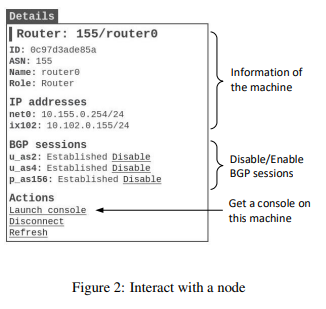 Details
Router: 155/router0
ID: 0c97d3ade85a
ASN: 155
Name: router0
Role: Router
Information of
the machine
IP addresses
net0: 10.155.0.254/24
ix102: 10.102.0.155/24
BGP sessions
u_as2: Established Disable
u_as4: Established Disable
p_as156: Established Disable
Disable/Enable
BGP sessions
Actions
Launch console
Disconnect
Refresh
Get a console on
this machine
Figure 2: Interact with a node